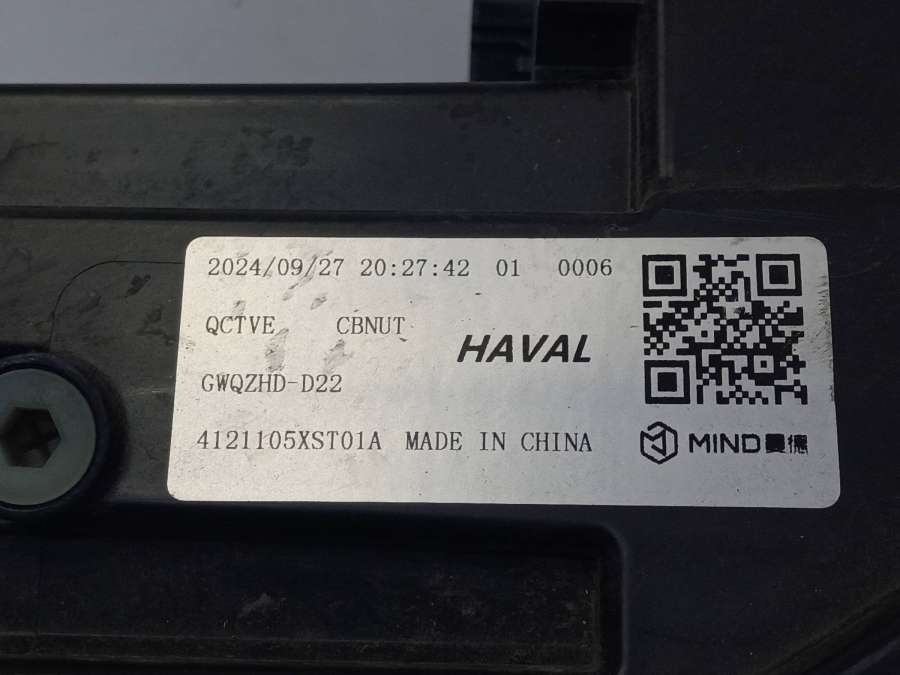 2024/09/27 20:27:42 01 0006
QCTVE CBNUT
HAVAL
GWQZHD-D22
4121105XST01A MADE IN CHINA
MIND曼德